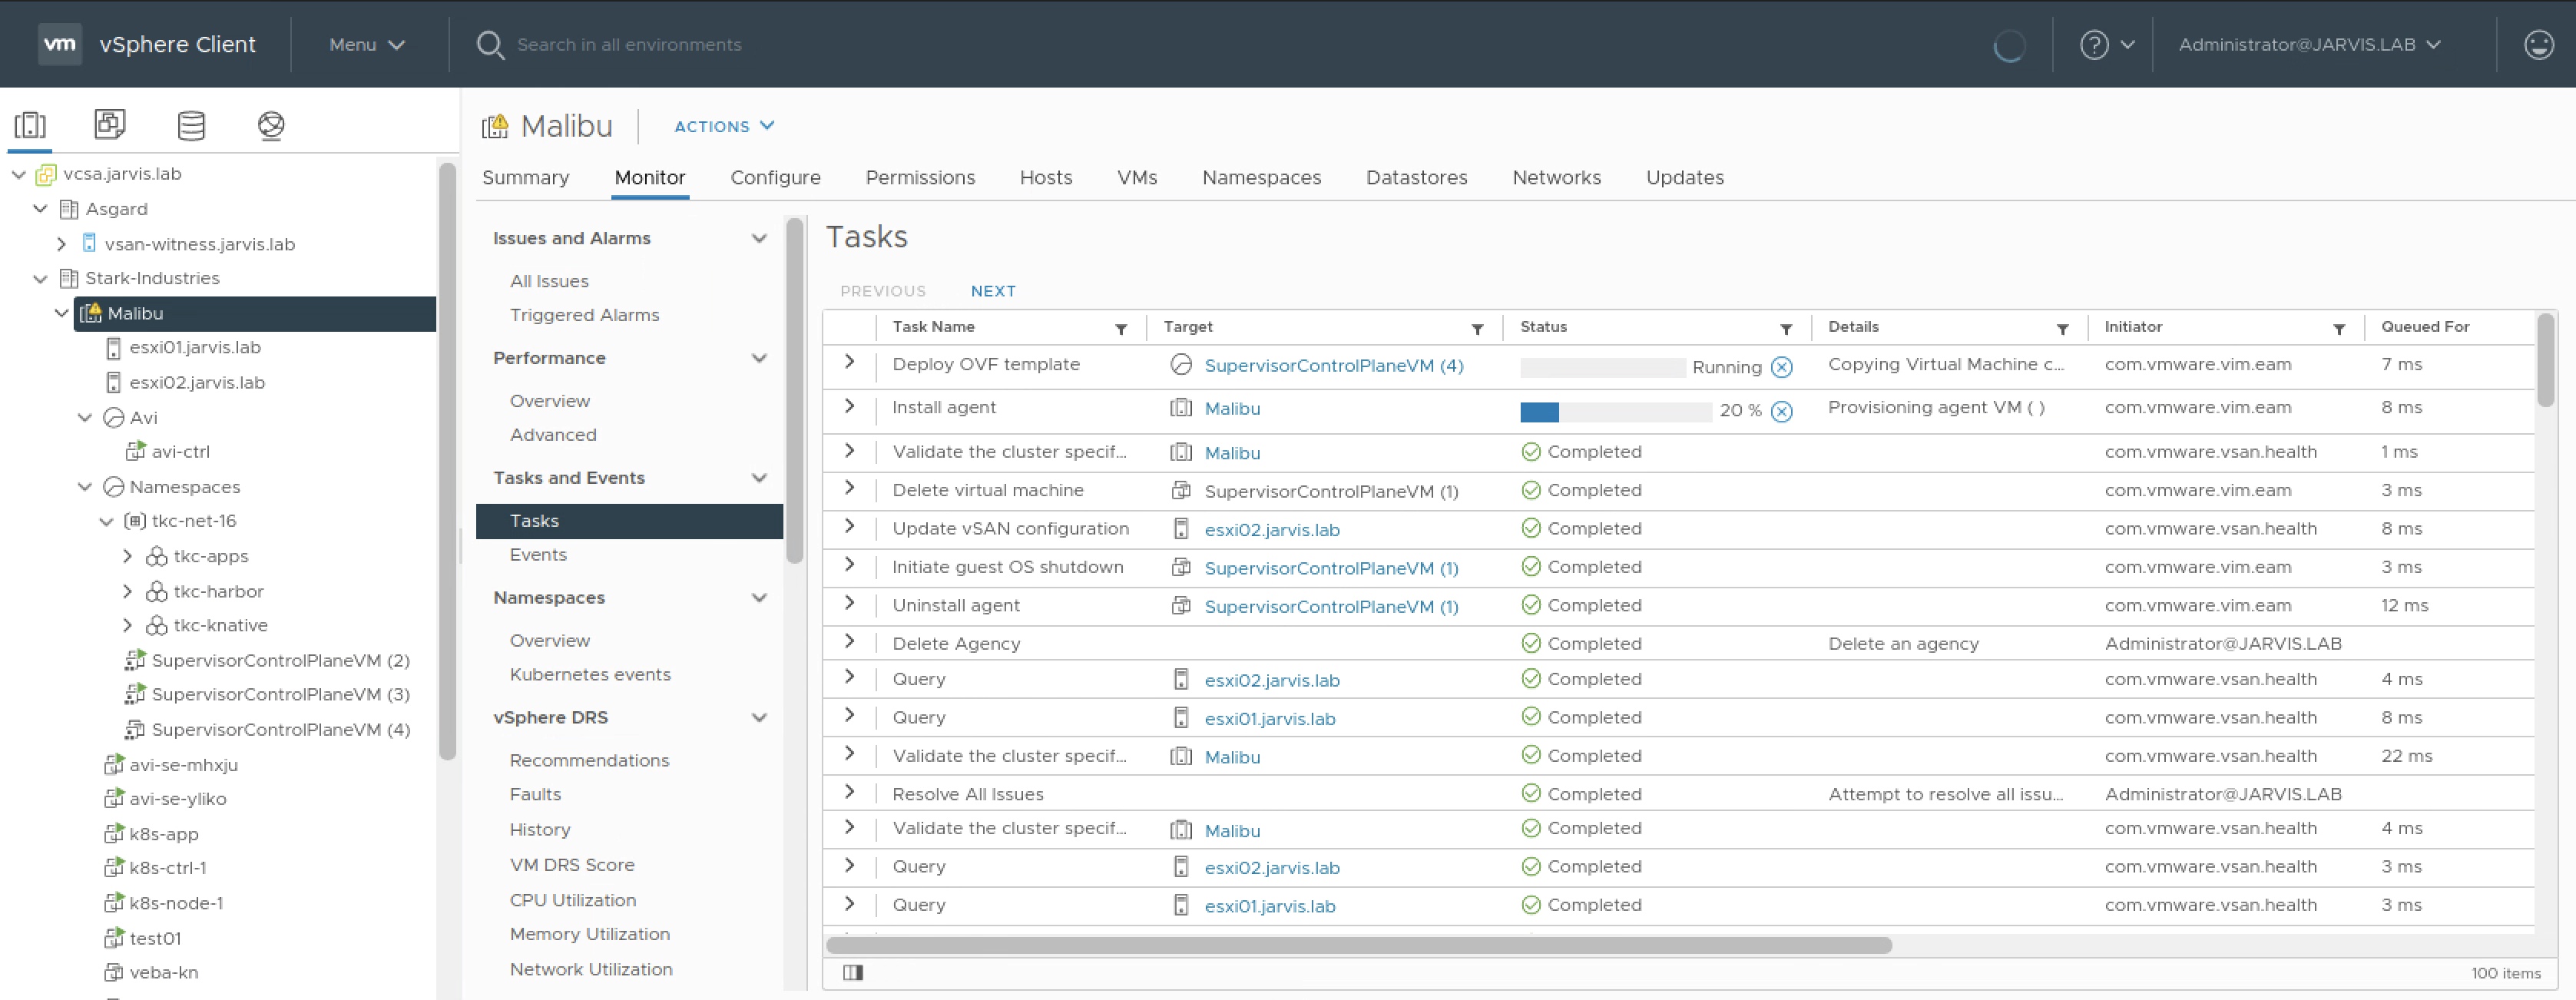 vm vSphere Client Menu Search in all environments Administrator@JARVIS.LAB
Malibu ACTIONS
Summary Monitor Configure Permissions Hosts VMs Namespaces Datastores Networks Updates
vcsa.jarvis.lab
Asgard
vsan-witness.jarvis.lab
Stark-Industries
Malibu
esxi01.jarvis.lab
esxi02.jarvis.lab
Avi
avi-ctrl
Namespaces
tkc-net-16
tkc-apps
tkc-harbor
tkc-knative
SupervisorControlPlaneVM (2)
SupervisorControlPlaneVM (3)
SupervisorControlPlaneVM (4)
avi-se-mhxju
avi-se-yliko
k8s-app
k8s-ctrl-1
k8s-node-1
test01
veba-kn
Issues and Alarms
All Issues
Triggered Alarms
Performance
Overview
Advanced
Tasks and Events
Tasks
Events
Namespaces
Overview
Kubernetes events
vSphere DRS
Recommendations
Faults
History
VM DRS Score
CPU Utilization
Memory Utilization
Network Utilization
Tasks
PREVIOUS NEXT
Task Name Target Status Details Initiator Queued For
Deploy OVF template SupervisorControlPlaneVM (4) Running Copying Virtual Machine c... com.vmware.vim.eam 7 ms
Install agent Malibu 20 % Provisioning agent VM ( ) com.vmware.vim.eam 8 ms
Validate the cluster specif... Malibu Completed com.vmware.vsan.health 1 ms
Delete virtual machine SupervisorControlPlaneVM (1) Completed com.vmware.vim.eam 3 ms
Update vSAN configuration esxi02.jarvis.lab Completed com.vmware.vsan.health 8 ms
Initiate guest OS shutdown SupervisorControlPlaneVM (1) Completed com.vmware.vim.eam 3 ms
Uninstall agent SupervisorControlPlaneVM (1) Completed com.vmware.vim.eam 12 ms
Delete Agency Completed Delete an agency Administrator@JARVIS.LAB
Query esxi02.jarvis.lab Completed com.vmware.vsan.health 4 ms
Query esxi01.jarvis.lab Completed com.vmware.vsan.health 8 ms
Validate the cluster specif... Malibu Completed com.vmware.vsan.health 22 ms
Resolve All Issues Completed Attempt to resolve all issu... Administrator@JARVIS.LAB
Validate the cluster specif... Malibu Completed com.vmware.vsan.health 4 ms
Query esxi02.jarvis.lab Completed com.vmware.vsan.health 3 ms
Query esxi01.jarvis.lab Completed com.vmware.vsan.health 3 ms
100 items